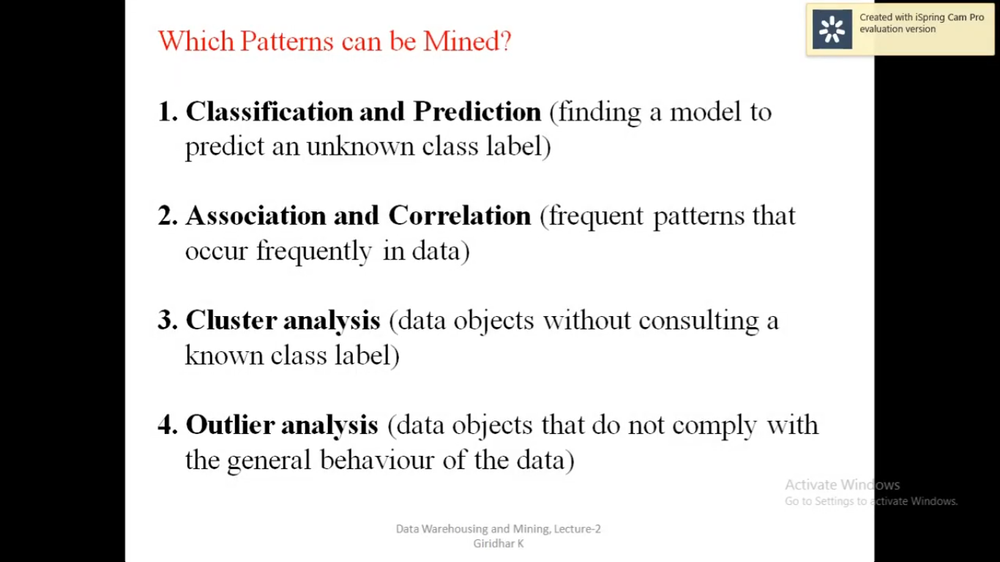 Which Patterns can be Mined?
Created with iSpring Cam Pro
evaluation version
1. Classification and Prediction (finding a model to
predict an unknown class label)
2. Association and Correlation (frequent patterns that
occur frequently in data)
3. Cluster analysis (data objects without consulting a
known class label)
4. Outlier analysis (data objects that do not comply with
the general behaviour of the data)
Activate Windows
Go to Settings to activate Windows.
Data Warehousing and Mining, Lecture-2
Giridhar K